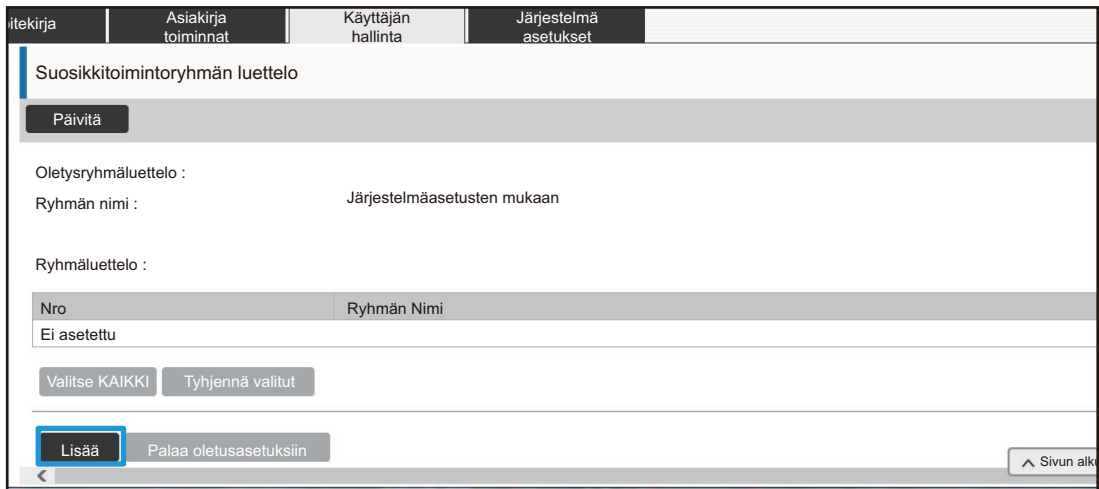 itekirja
Asiakirja
toiminnat
Käyttäjän
hallinta
Järjestelmä
asetukset
Suosikkitoimintoryhmän luettelo
Päivitä
Oletysryhmäluettelo :
Ryhmän nimi : Järjestelmäasetusten mukaan
Ryhmäluettelo :
Nro Ryhmän Nimi
Ei asetettu
Valitse KAIKKI Tyhjennä valitut
Lisää Palaa oletusasetuksiin
Sivun alku